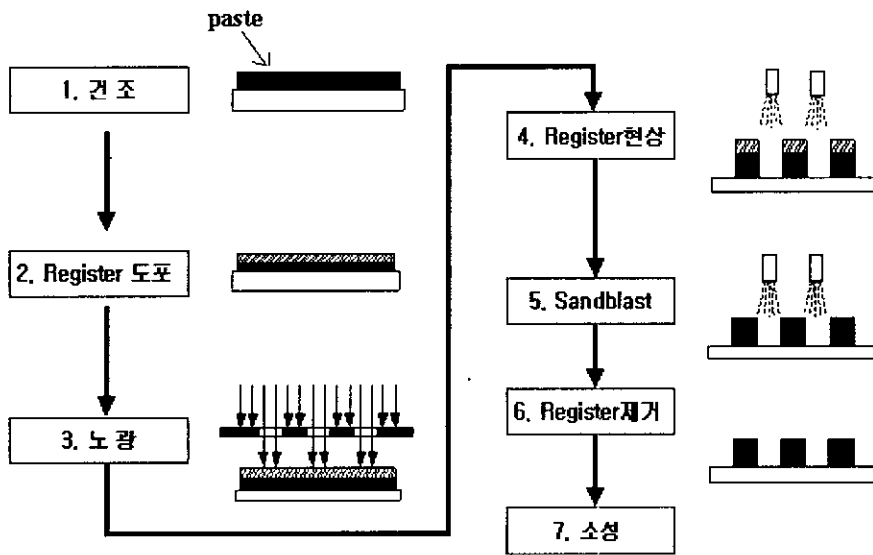 paste
1. 건 조
2. Register 도포
3. 노 광
4. Register현상
5. Sandblast
6. Register제거
7. 소성